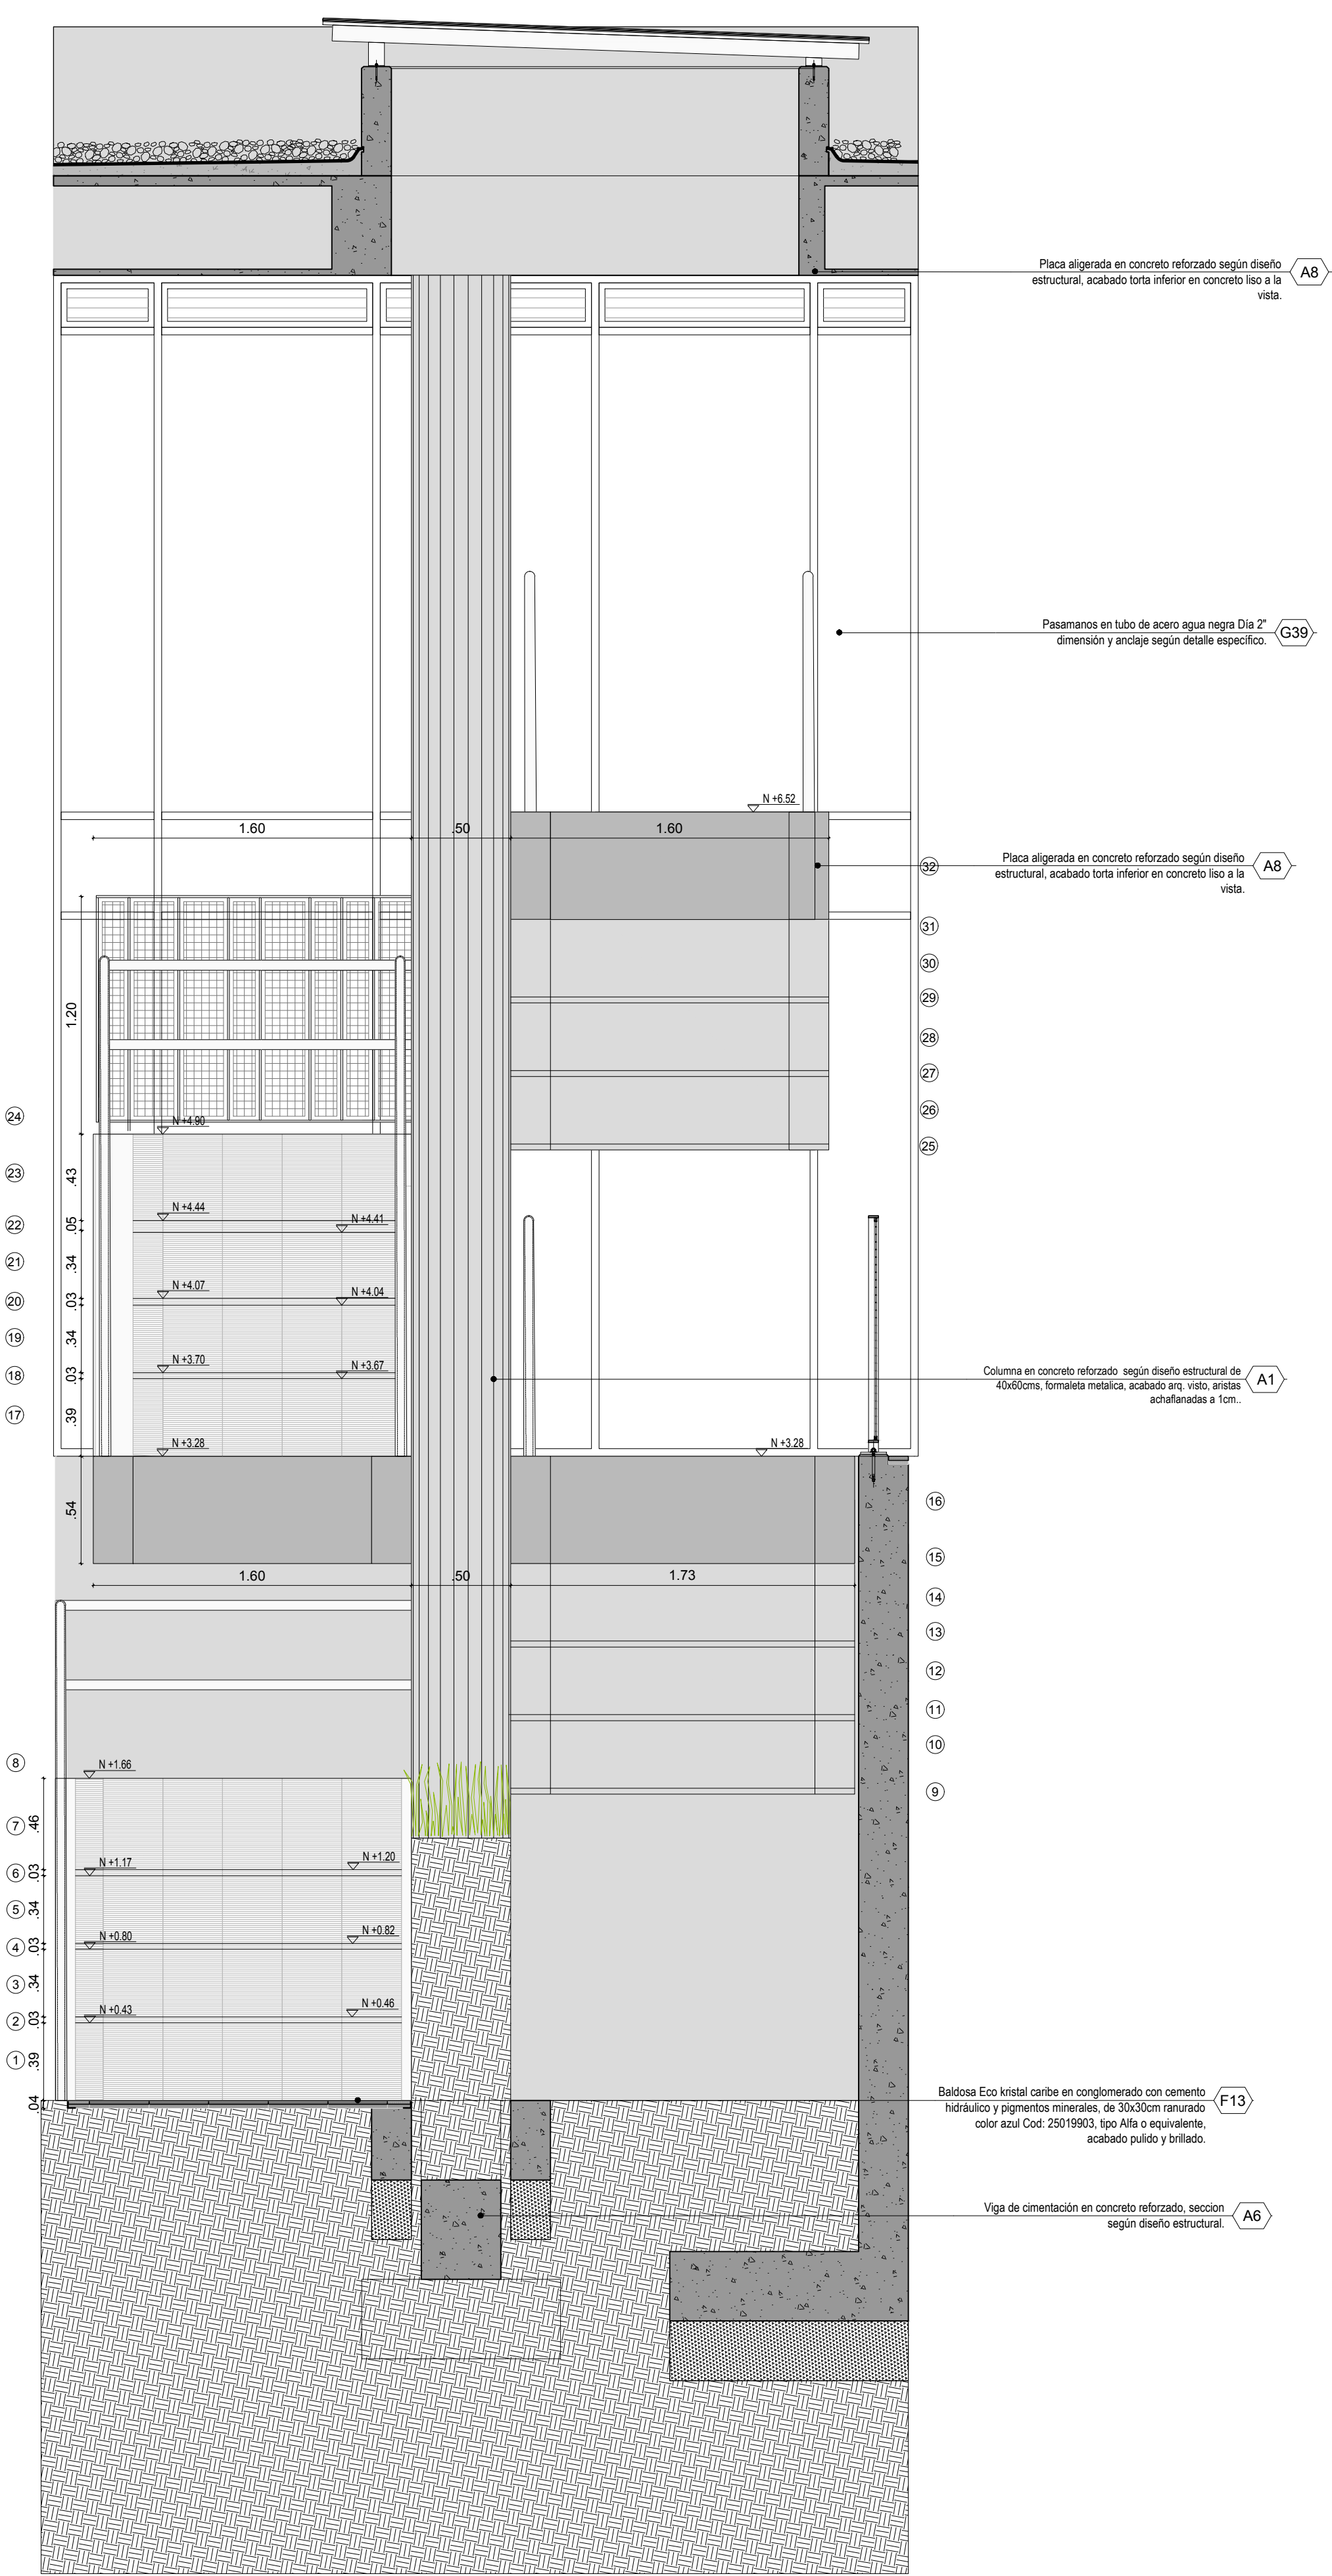 Placa aligerada en concreto reforzado según diseño
estructural, acabado torta inferior en concreto liso a la
vista.
A8
Pasamanos en tubo de acero agua negra Día 2"
dimensión y anclaje según detalle específico.
G39
N +6.52
1.60
.50
1.60
Placa aligerada en concreto reforzado según diseño
estructural, acabado torta inferior en concreto liso a la
vista.
A8
32
31
30
29
28
27
26
25
1.20
24
N +4.90
23
.43
22
.05
N +4.44
N +4.41
21
.34
20
.03
N +4.07
N +4.04
19
.34
18
.03
N +3.70
N +3.67
17
.39
Columna en concreto reforzado según diseño estructural de
40x60cms, formaleta metalica, acabado arq. visto, aristas
achaflanadas a 1cm..
A1
N +3.28
N +3.28
.54
16
15
1.60
.50
1.73
14
13
12
11
10
9
8
N +1.66
7
.46
6
.03
N +1.17
N +1.20
5
.34
4
.03
N +0.80
N +0.82
3
.34
2
.03
N +0.43
N +0.46
1
.39
.04
Baldosa Eco kristal caribe en conglomerado con cemento
hidráulico y pigmentos minerales, de 30x30cm ranurado
color azul Cod: 25019903, tipo Alfa o equivalente,
acabado pulido y brillado.
F13
Viga de cimentación en concreto reforzado, seccion
según diseño estructural.
A6